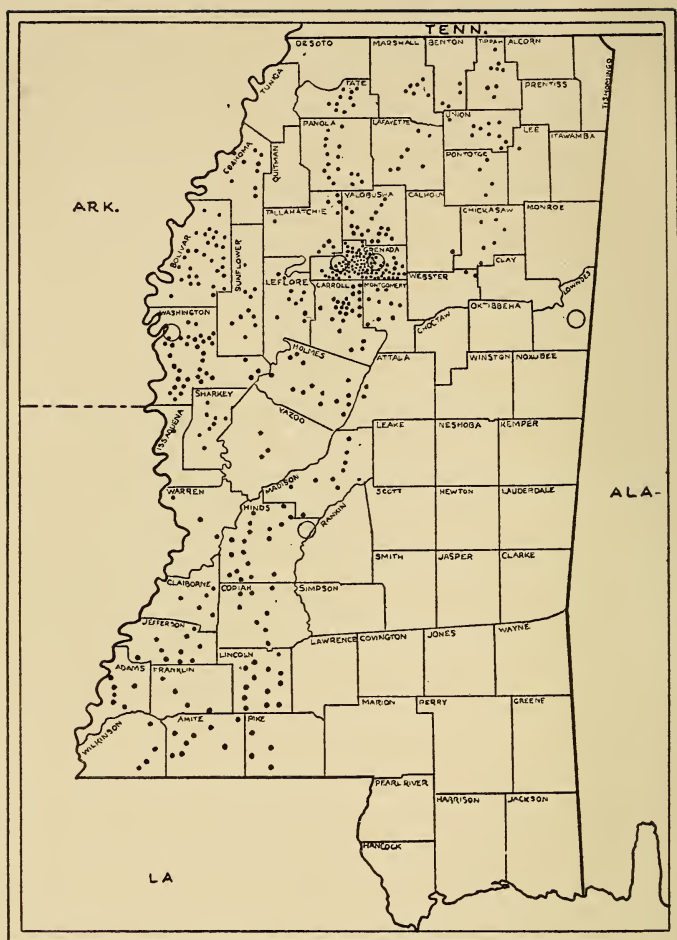 TENN.
DESOTO
MARSHALL
BENTON
TIPPAH
ALCORN
TISHOMINGO
TUNICA
TATE
PRENTISS
PANOLA
LAFAYETTE
UNION
LEE
ITAWAMBA
COAHOMA
QUITMAN
PONTOTOC
ARK.
TALLAHATCHIE
YALOBUSHA
CALHOUN
CHICKASAW
MONROE
BOLIVAR
SUNFLOWER
GRENADA
CLAY
WEBSTER
LEFLORE
CARROLL
MONTGOMERY
LOWNDES
WASHINGTON
CHOCTAW
OKTIBBEHA
HOLMES
ATTALA
WINSTON
NOXUBEE
SHARKEY
ISSAQUENA
YAZOO
LEAKE
NESHOBA
KEMPER
MADISON
WARREN
HINDS
RANKIN
SCOTT
NEWTON
LAUDERDALE
ALA-
SMITH
JASPER
CLARKE
CLAIBORNE
COPIAH
SIMPSON
JEFFERSON
LINCOLN
LAWRENCE
COVINGTON
JONES
WAYNE
ADAMS
FRANKLIN
MARION
PERRY
GREENE
WILKINSON
AMITE
PIKE
PEARL RIVER
HARRISON
JACKSON
HANCOCK
LA